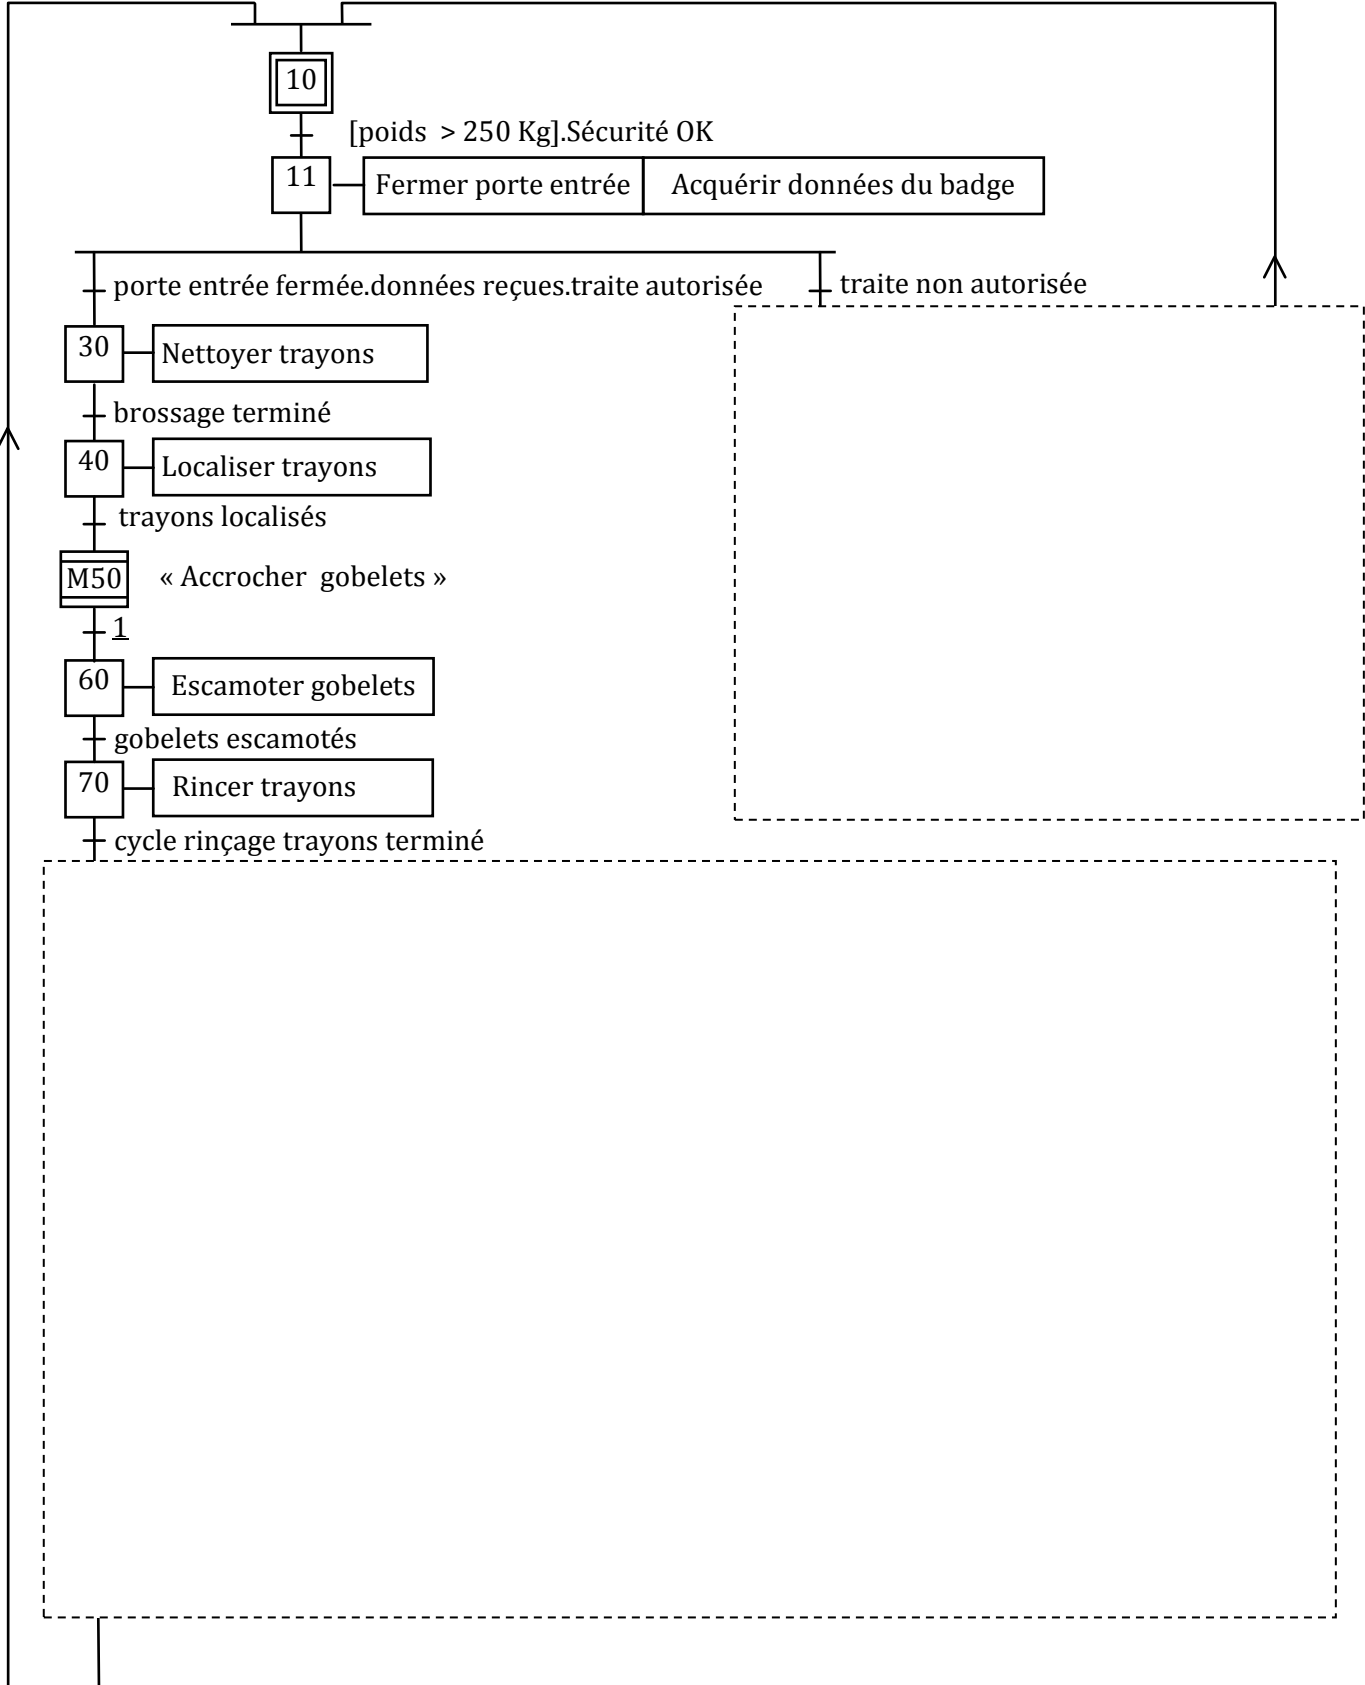 10
[poids > 250 Kg].Sécurité OK
11 Fermer porte entrée Acquérir données du badge
porte entrée fermée.données reçues.traite autorisée traite non autorisée
30 Nettoyer trayons
brossage terminé
40 Localiser trayons
trayons localisés
M50 « Accrocher gobelets »
1
60 Escamoter gobelets
gobelets escamotés
70 Rincer trayons
cycle rinçage trayons terminé